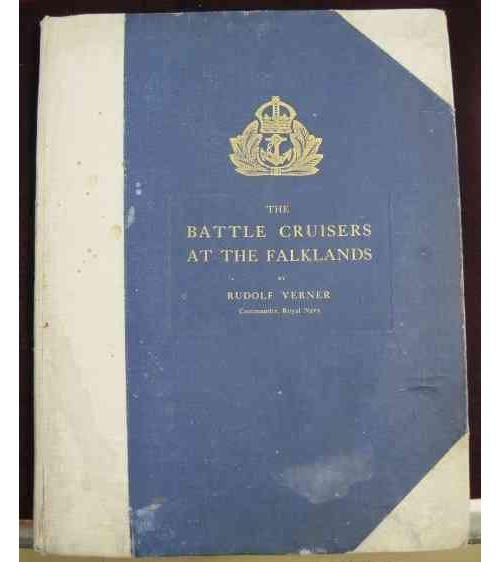 THE
BATTLE CRUISERS
AT THE FALKLANDS
BY
RUDOLF VERNER
Commander, Royal Navy